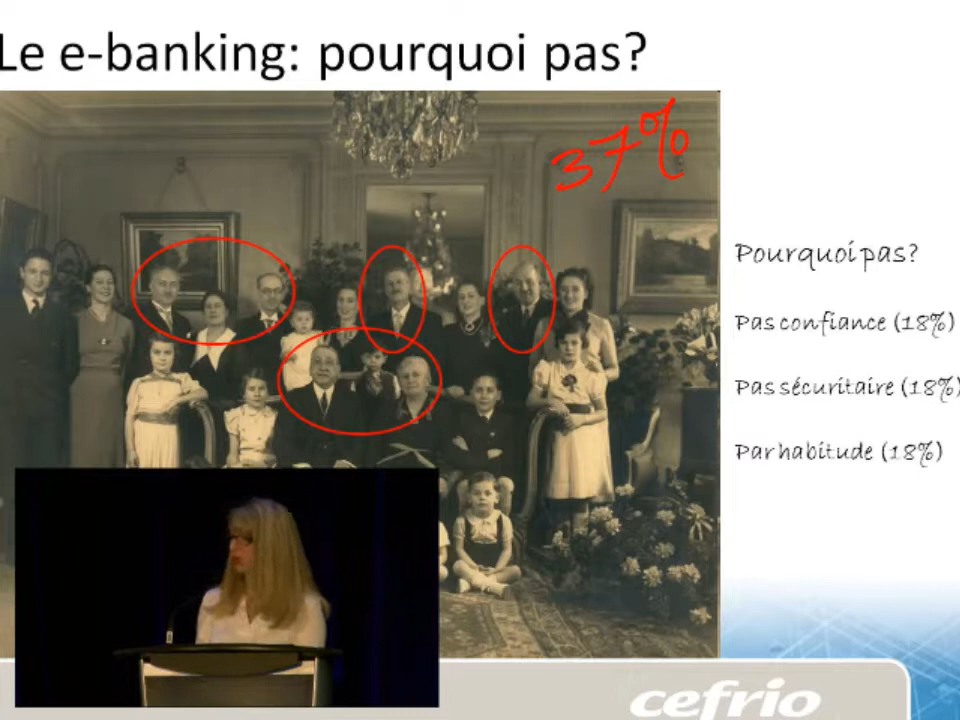 Le e-banking: pourquoi pas?
37%
Pourquoi pas?
Pas confiance (18%)
Pas sécuritaire (18%)
Par habitude (18%)
cefrio